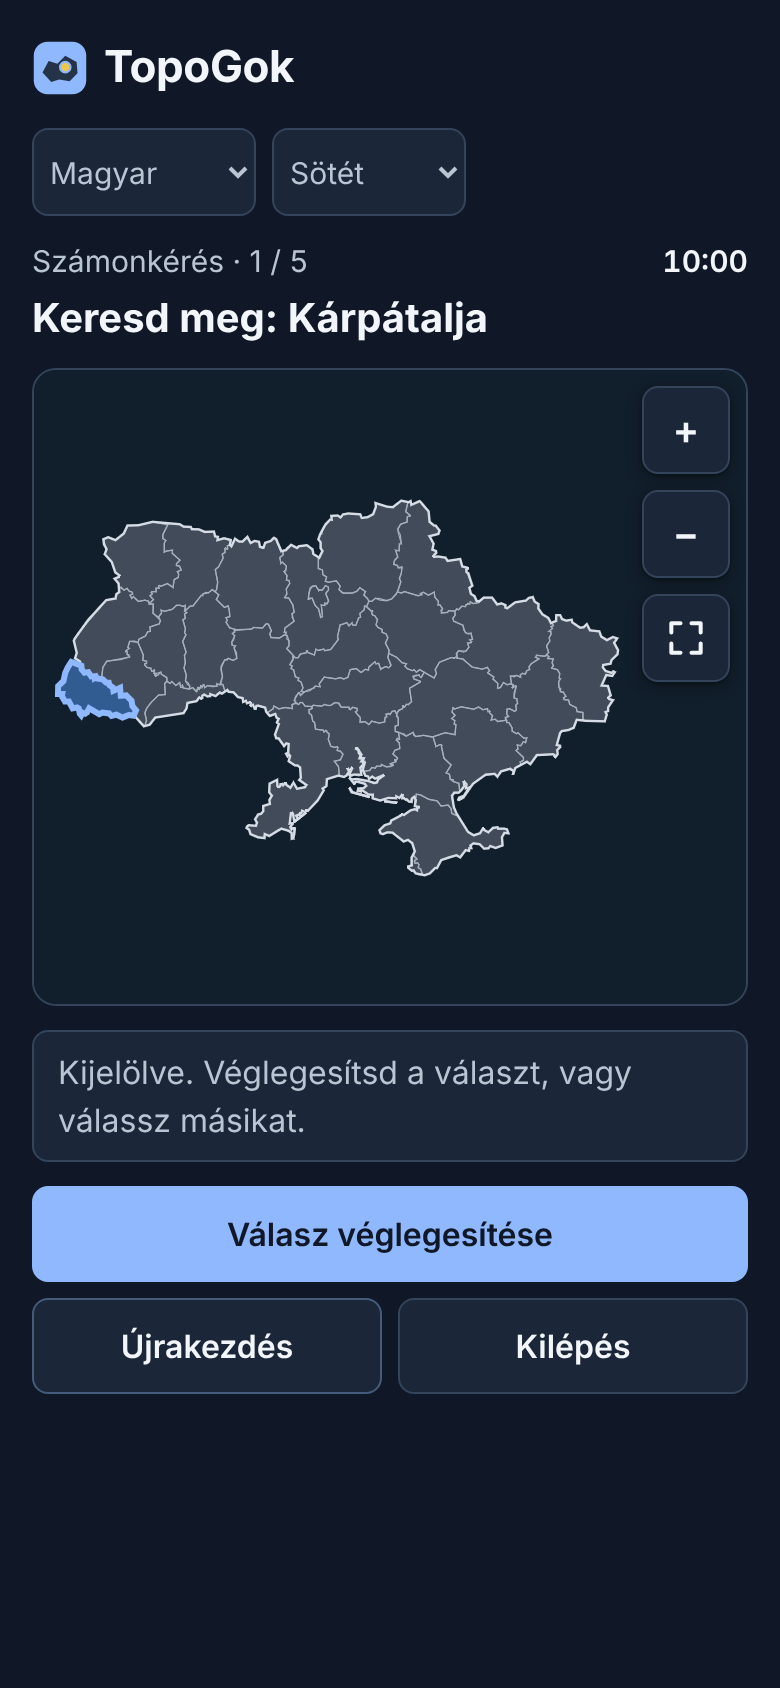 TopoGok
Magyar
Sötét
Számonkérés · 1 / 5
10:00
Keresd meg: Kárpátalja
+
−
Kijelölve. Véglegesítsd a választ, vagy
válassz másikat.
Válasz véglegesítése
Újrakezdés
Kilépés